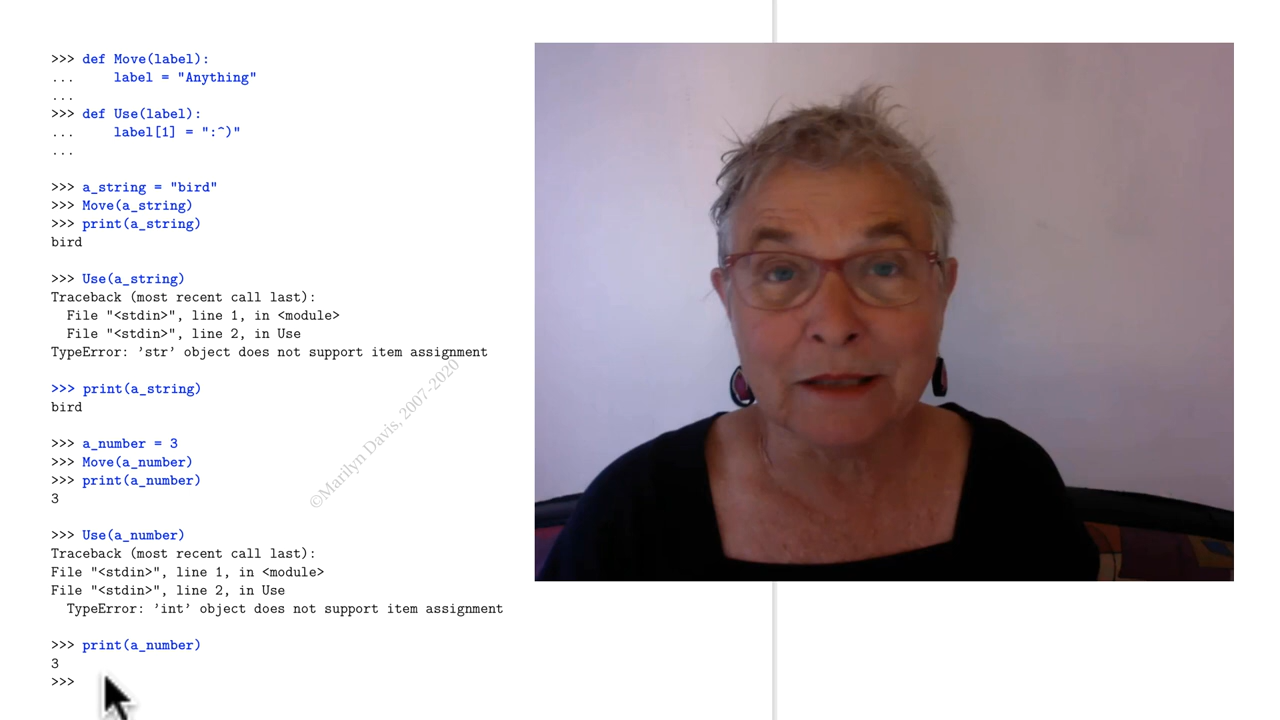 >>> def Move(label):
...     label = "Anything"
...
>>> def Use(label):
...     label[1] = ":^)"
...
>>> a_string = "bird"
>>> Move(a_string)
>>> print(a_string)
bird
>>> Use(a_string)
Traceback (most recent call last):
  File "<stdin>", line 1, in <module>
  File "<stdin>", line 2, in Use
TypeError: ’str’ object does not support item assignment
>>> print(a_string)
bird
>>> a_number = 3
>>> Move(a_number)
>>> print(a_number)
3
>>> Use(a_number)
Traceback (most recent call last):
File "<stdin>", line 1, in <module>
File "<stdin>", line 2, in Use
  TypeError: ’int’ object does not support item assignment
>>> print(a_number)
3
>>>
©Marilyn Davis, 2007-2020